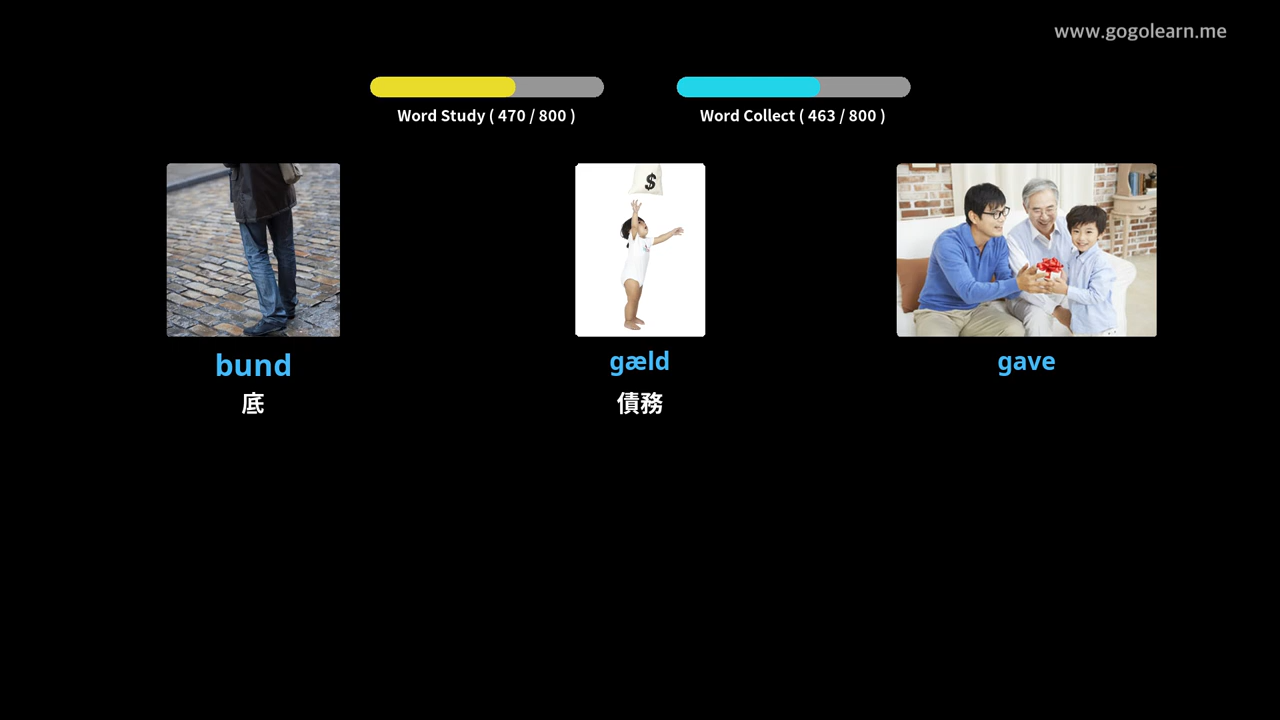 www.gogolearn.me
Word Study ( 470 / 800 )
Word Collect ( 463 / 800 )
$
bund
gæld
gave
底
債務